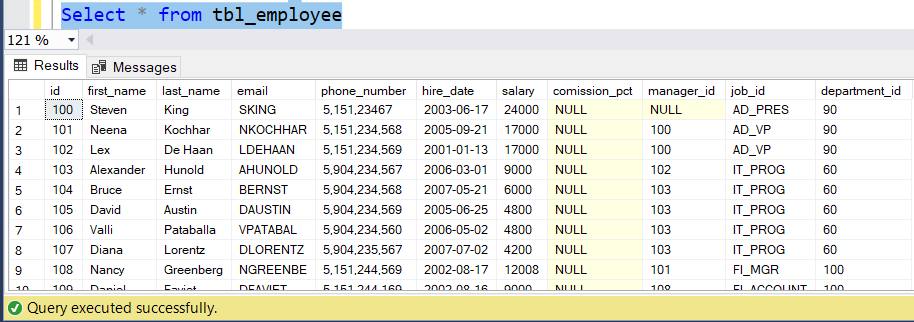 Select * from tbl_employee
121 %
Results Messages
id first_name last_name email phone_number hire_date salary comission_pct manager_id job_id department_id
1 100 Steven King SKING 5,151,23467 2003-06-17 24000 NULL NULL AD_PRES 90
2 101 Neena Kochhar NKOCHHAR 5,151,234,568 2005-09-21 17000 NULL 100 AD_VP 90
3 102 Lex De Haan LDEHAAN 5,151,234,569 2001-01-13 17000 NULL 100 AD_VP 90
4 103 Alexander Hunold AHUNOLD 5,904,234,567 2006-03-01 9000 NULL 102 IT_PROG 60
5 104 Bruce Ernst BERNST 5,904,234,568 2007-05-21 6000 NULL 103 IT_PROG 60
6 105 David Austin DAUSTIN 5,904,234,569 2005-06-25 4800 NULL 103 IT_PROG 60
7 106 Valli Pataballa VPATABAL 5,904,234,560 2006-05-02 4800 NULL 103 IT_PROG 60
8 107 Diana Lorentz DLORENTZ 5,904,235,567 2007-07-02 4200 NULL 103 IT_PROG 60
9 108 Nancy Greenberg NGREENBE 5,151,244,569 2002-08-17 12008 NULL 101 FI_MGR 100
10 109 Daniel Faviet DFAVIET 5,151,244,169 2002-08-16 9000 NULL 108 FI_ACCOUNT 100
Query executed successfully.